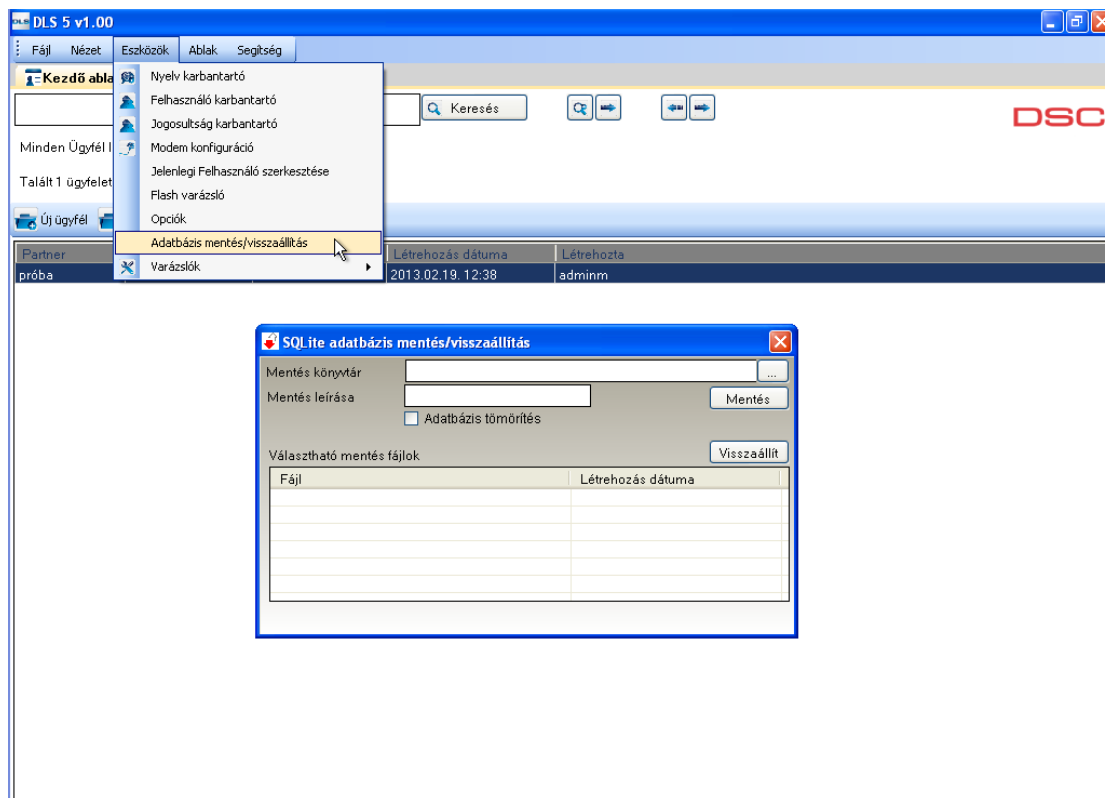 DLS 5 v1.00
Fájl Nézet Eszközök Ablak Segítség
Kezdő abla
Nyelv karbantartó
Felhasználó karbantartó
Jogosultság karbantartó
Modem konfiguráció
Jelenlegi Felhasználó szerkesztése
Flash varázsló
Opciók
Adatbázis mentés/visszaállítás
Varázslók
Keresés
DSC
Minden Ügyfél l
Talált 1 ügyfelet
Új ügyfél
Partner Létrehozás dátuma Létrehozta
próba 2013.02.19. 12:38 adminm
SQLite adatbázis mentés/visszaállítás
Mentés könyvtár ...
Mentés leírása Mentés
Adatbázis tömörítés
Választható mentés fájlok Visszaállít
Fájl Létrehozás dátuma